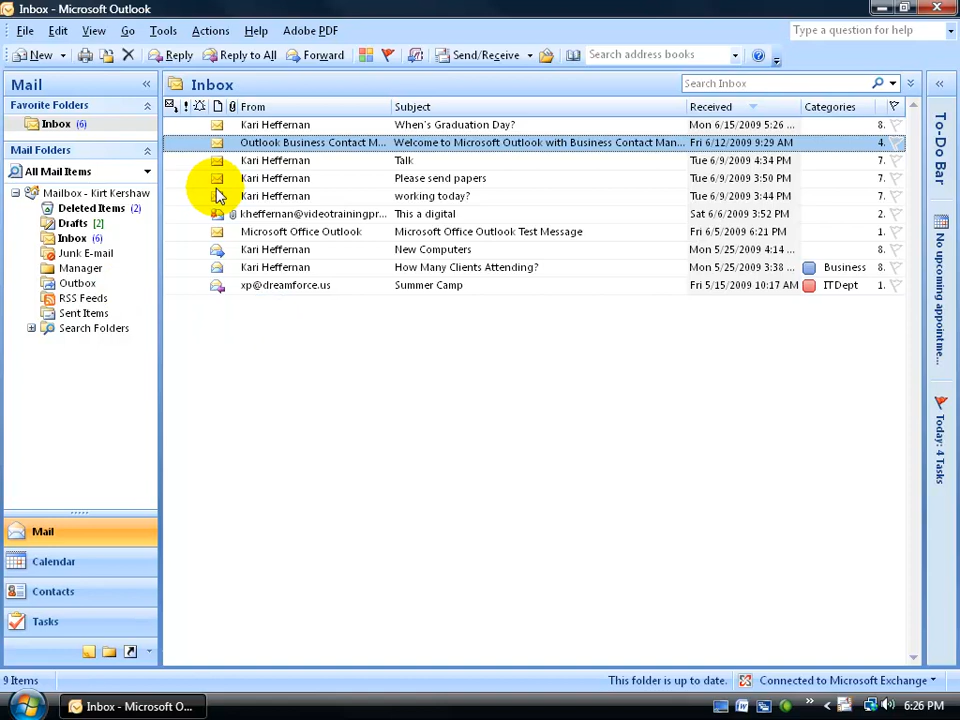 Inbox - Microsoft Outlook
File Edit View Go Tools Actions Help Adobe PDF Type a question for help
New Reply Reply to All Forward Send/Receive Search address books
Mail « Inbox Search Inbox
Favorite Folders
Inbox (6)
Mail Folders
All Mail Items
Mailbox - Kirt Kershaw
Deleted Items (2)
Drafts [2]
Inbox (6)
Junk E-mail
Manager
Outbox
RSS Feeds
Sent Items
Search Folders
Mail
Calendar
Contacts
Tasks
From Subject Received Categories
Kari Heffernan When's Graduation Day? Mon 6/15/2009 5:26 ... 8.
Outlook Business Contact M... Welcome to Microsoft Outlook with Business Contact Man... Fri 6/12/2009 9:29 AM 4.
Kari Heffernan Talk Tue 6/9/2009 4:34 PM 7.
Kari Heffernan Please send papers Tue 6/9/2009 3:50 PM 7.
Kari Heffernan working today? Tue 6/9/2009 3:44 PM 7.
kheffernan@videotrainingpr... This a digital Sat 6/6/2009 3:52 PM 2.
Microsoft Office Outlook Microsoft Office Outlook Test Message Fri 6/5/2009 6:21 PM 1.
Kari Heffernan New Computers Mon 5/25/2009 4:14 ... 8.
Kari Heffernan How Many Clients Attending? Mon 5/25/2009 3:38 ... Business 8.
xp@dreamforce.us Summer Camp Fri 5/15/2009 10:17 AM ITDept 1.
«
To-Do Bar
No upcoming appointme...
Today: 4 Tasks
9 Items This folder is up to date. Connected to Microsoft Exchange
Inbox - Microsoft O... » 6:26 PM